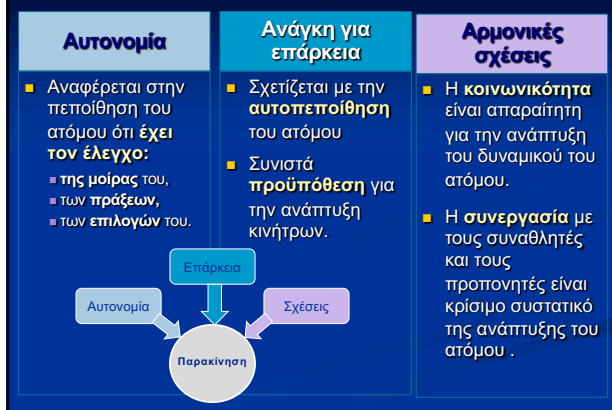 Αυτονομία
Αναφέρεται στην
πεποίθηση του
ατόμου ότι έχει
τον έλεγχο:
της μοίρας του,
των πράξεων,
των επιλογών του.
Ανάγκη για
επάρκεια
Σχετίζεται με την
αυτοπεποίθηση
του ατόμου
Συνιστά
προϋπόθεση για
την ανάπτυξη
κινήτρων.
Αρμονικές
σχέσεις
Η κοινωνικότητα
είναι απαραίτητη
για την ανάπτυξη
του δυναμικού του
ατόμου.
Η συνεργασία με
τους συναθλητές
και τους
προπονητές είναι
κρίσιμο συστατικό
της ανάπτυξης του
ατόμου .
Επάρκεια
Αυτονομία
Σχέσεις
Παρακίνηση